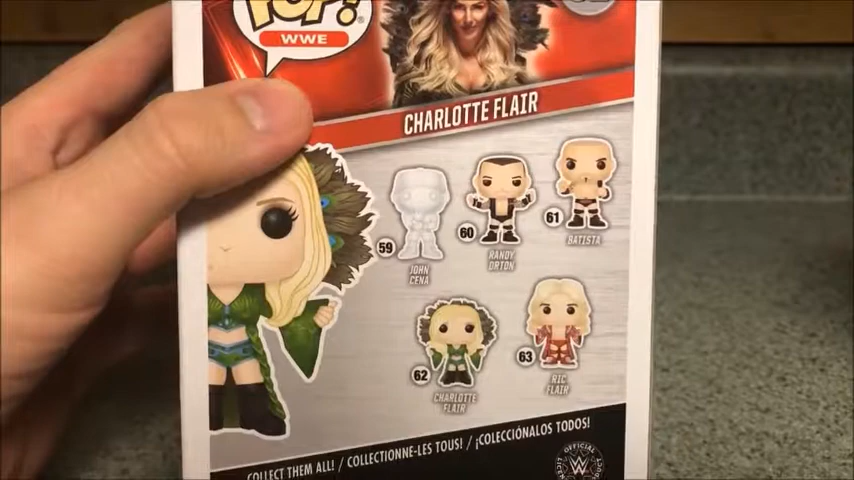 POP!
WWE
CHARLOTTE FLAIR
59
JOHN
CENA
60
RANDY
ORTON
61
BATISTA
62
CHARLOTTE
FLAIR
63
RIC
FLAIR
COLLECT THEM ALL! / COLLECTIONNE-LES TOUS! / ¡COLECCIÓNALOS TODOS!
OFFICIAL